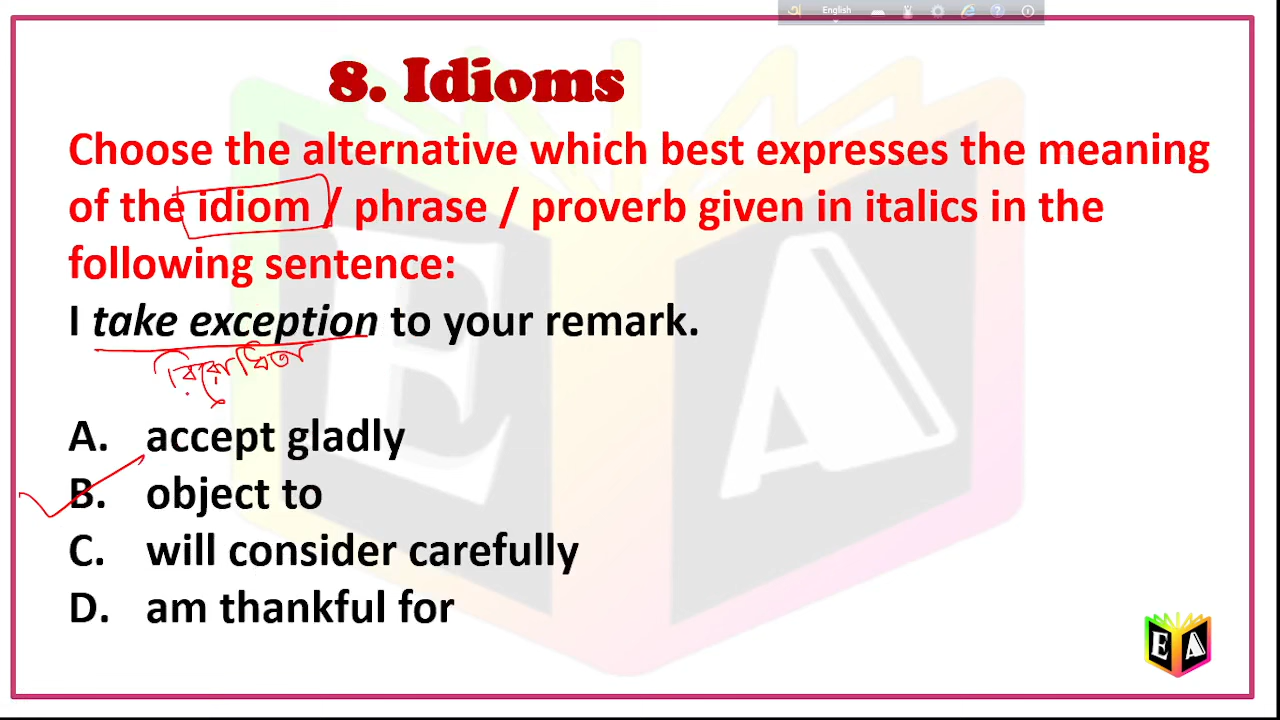 English
8. Idioms
Choose the alternative which best expresses the meaning
of the idiom / phrase / proverb given in italics in the
following sentence:
I take exception to your remark.
বিরোধিতা
A. accept gladly
B. object to
C. will consider carefully
D. am thankful for
E A